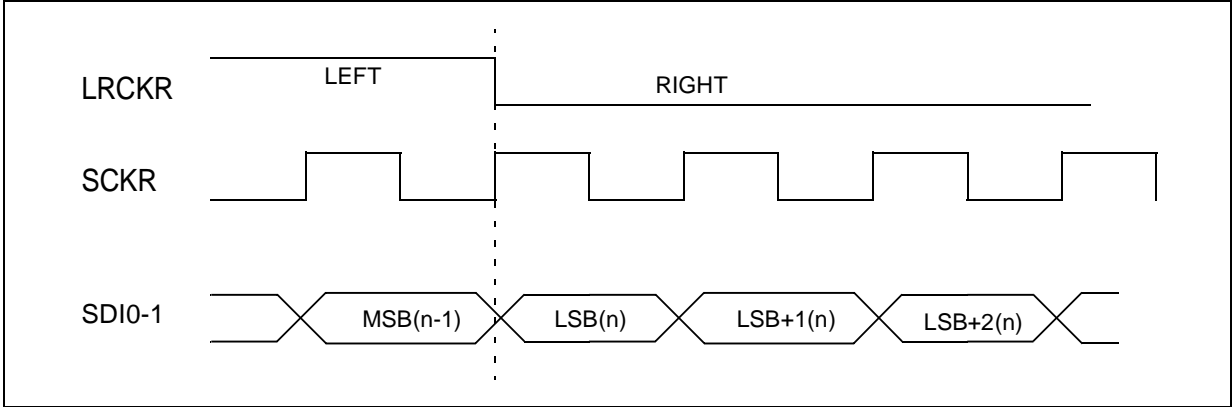 LRCKR
LEFT
RIGHT
SCKR
SDI0-1
MSB(n-1)
LSB(n)
LSB+1(n)
LSB+2(n)